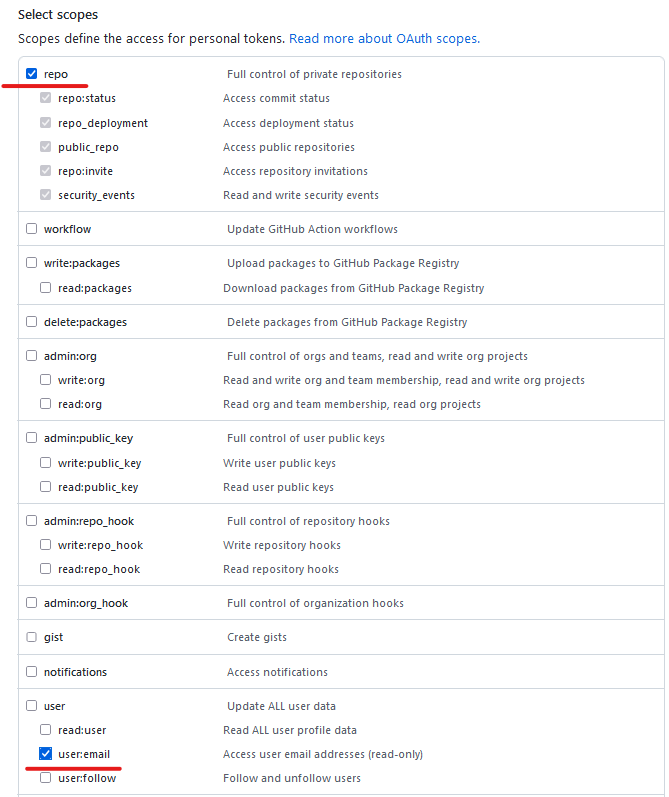 Select scopes
Scopes define the access for personal tokens. Read more about OAuth scopes.
repo Full control of private repositories
repo:status Access commit status
repo_deployment Access deployment status
public_repo Access public repositories
repo:invite Access repository invitations
security_events Read and write security events
workflow Update GitHub Action workflows
write:packages Upload packages to GitHub Package Registry
read:packages Download packages from GitHub Package Registry
delete:packages Delete packages from GitHub Package Registry
admin:org Full control of orgs and teams, read and write org projects
write:org Read and write org and team membership, read and write org projects
read:org Read org and team membership, read org projects
admin:public_key Full control of user public keys
write:public_key Write user public keys
read:public_key Read user public keys
admin:repo_hook Full control of repository hooks
write:repo_hook Write repository hooks
read:repo_hook Read repository hooks
admin:org_hook Full control of organization hooks
gist Create gists
notifications Access notifications
user Update ALL user data
read:user Read ALL user profile data
user:email Access user email addresses (read-only)
user:follow Follow and unfollow users